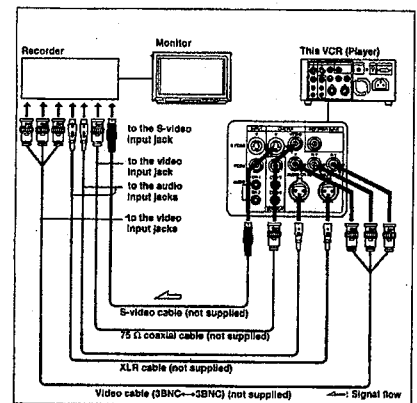 Recorder
Monitor
This VCR (Player)
to the S-video
input jack
to the video
input jack
to the audio
input jacks
to the video
input jacks
S-video cable (not supplied)
75 Ω coaxial cable (not supplied)
XLR cable (not supplied)
Video cable (3BNC↔3BNC) (not supplied)
: Signal flow